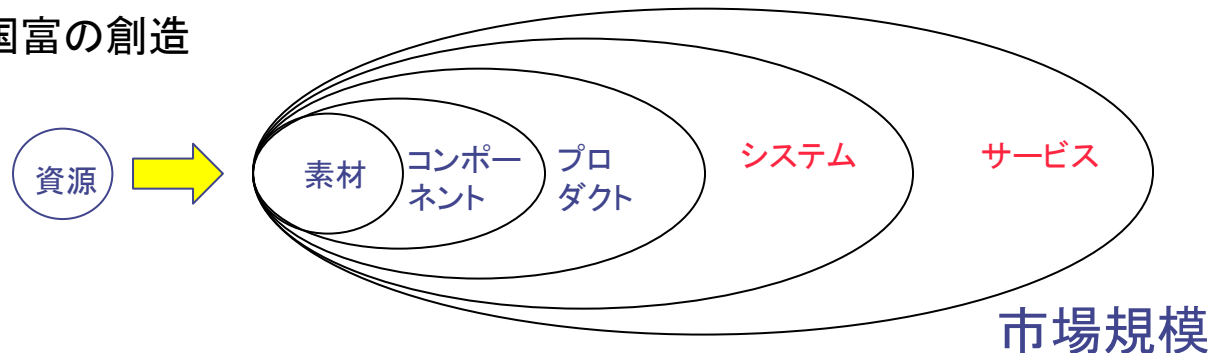 国富の創造
資源
素材
コンポー
ネント
プロ
ダクト
システム
サービス
市場規模